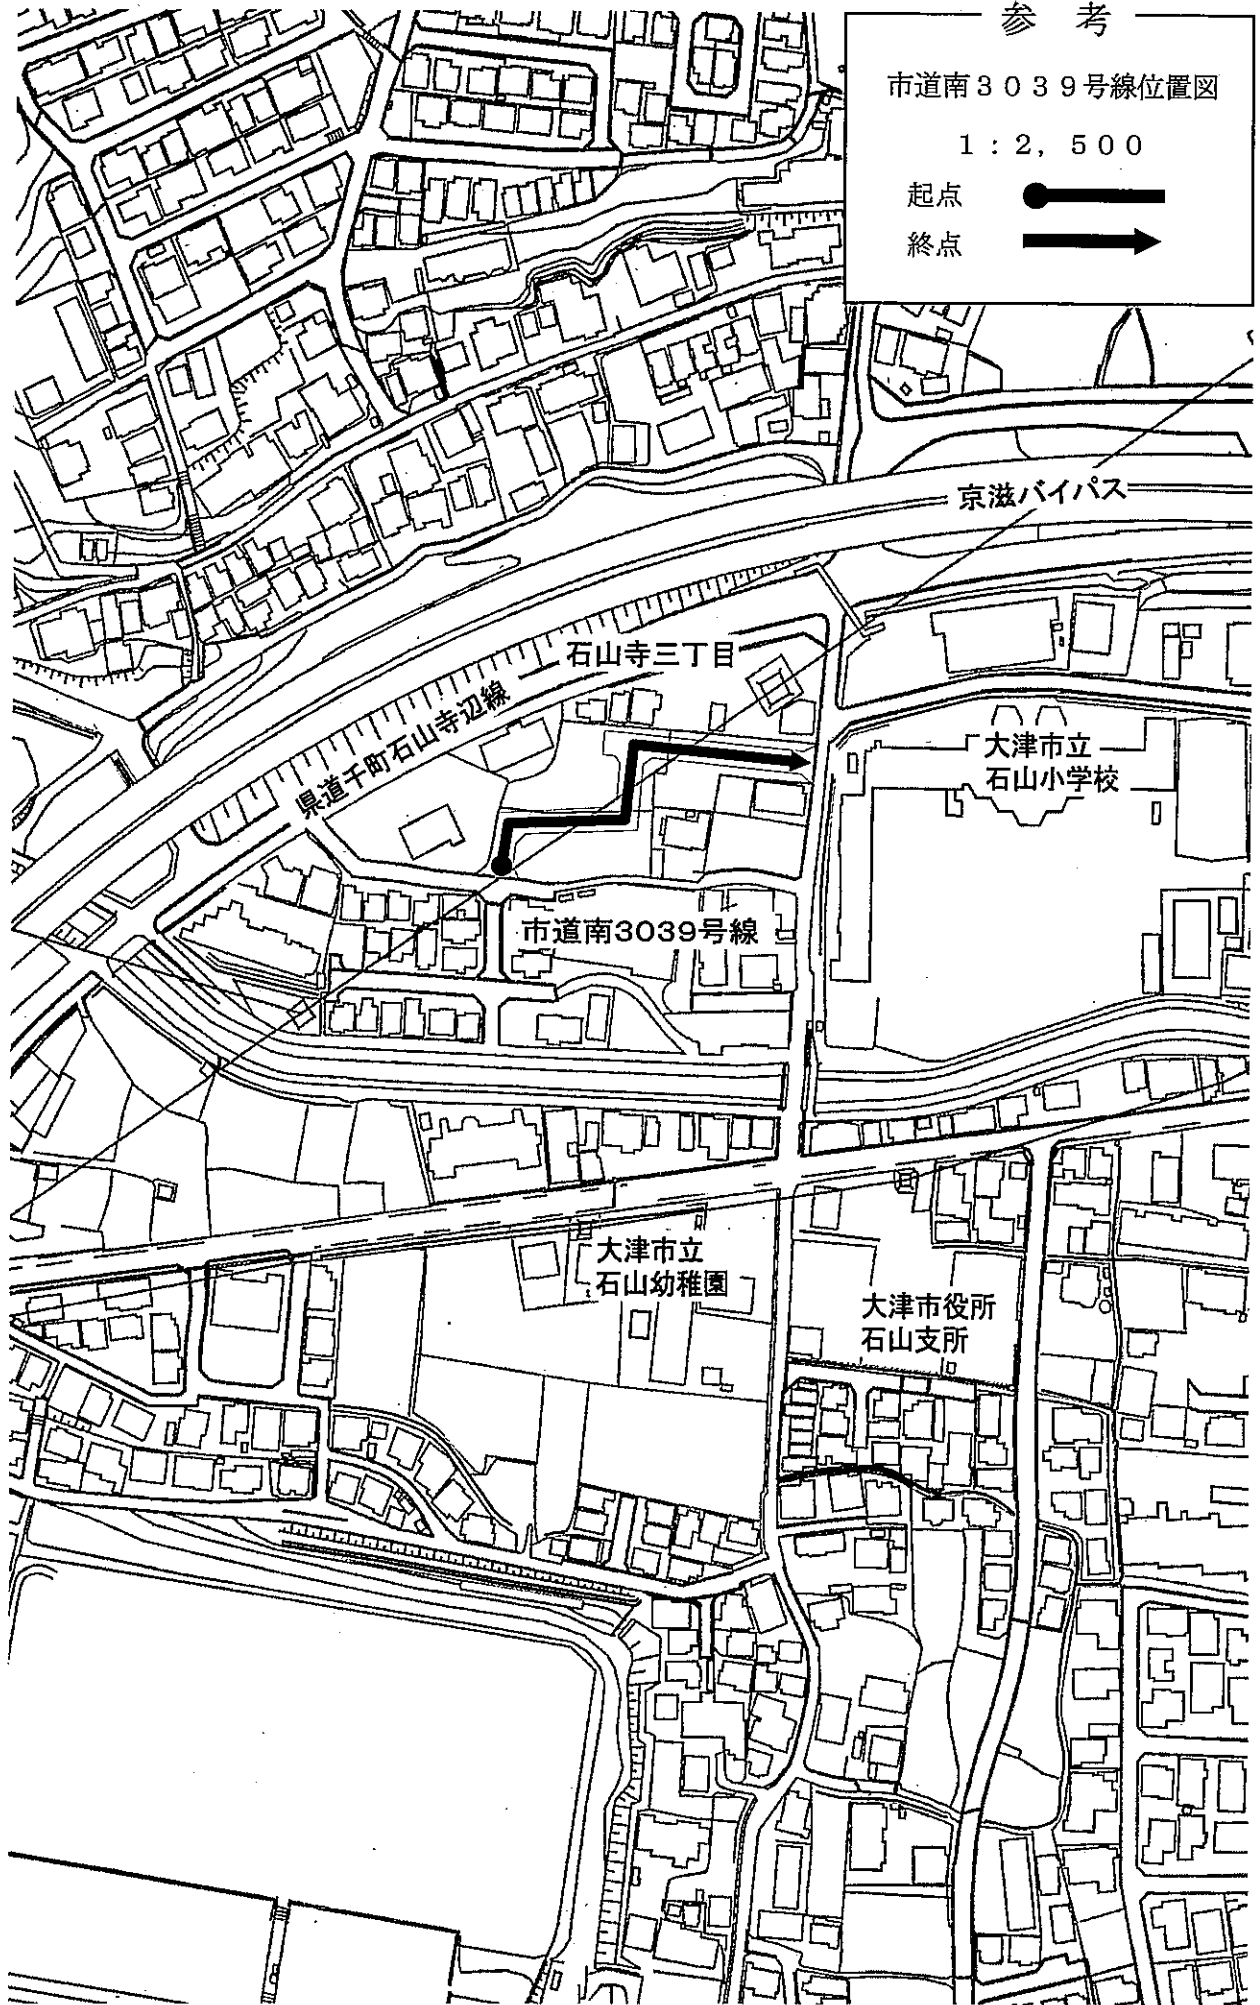 参 考
市道南3039号線位置図
1:2,500
起点
終点
京滋バイパス
石山寺三丁目
県道千町石山寺辺線
大津市立
石山小学校
市道南3039号線
大津市立
石山幼稚園
大津市役所
石山支所